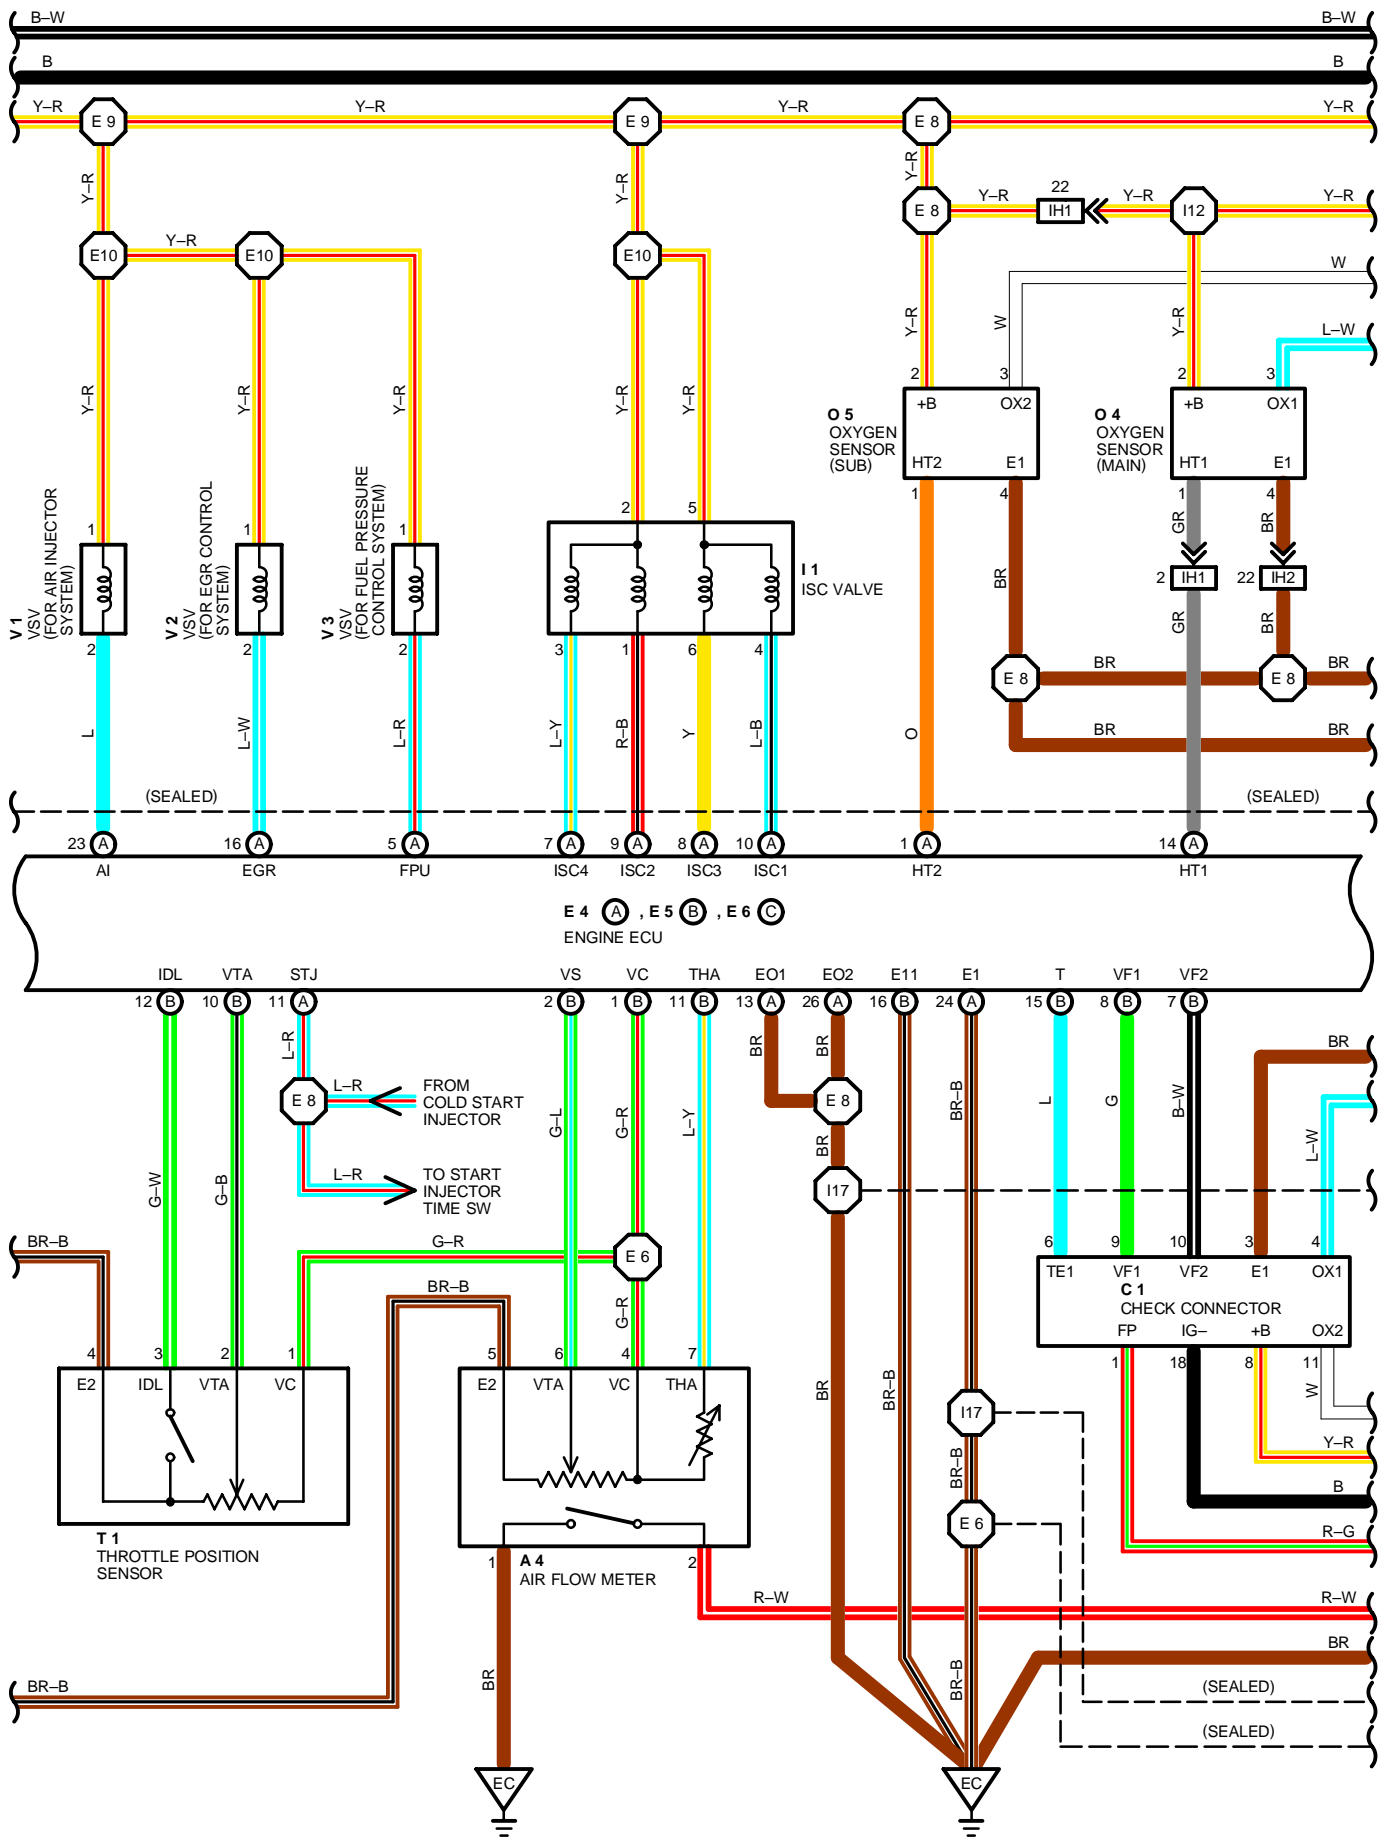 B–W B–W
B B
Y–R Y–R Y–R Y–R
E 9 E 9 E 8
Y–R Y–R Y–R
22
Y–R Y–R Y–R
E 8 IH1 I12
Y–R
E10 E10 E10
W
Y–R W Y–R
L–W
2 3 2 3
Y–R Y–R Y–R Y–R Y–R
+B OX2 +B OX1
O 5
OXYGEN
SENSOR
(SUB)
HT2 E1
O 4
OXYGEN
SENSOR
(MAIN)
HT1 E1
1 4 1 4
GR BR
2 5
1 1 1
V 1
VSV
(FOR AIR INJECTOR
SYSTEM)
V 2
VSV
(FOR EGR CONTROL
SYSTEM)
V 3
VSV
(FOR FUEL PRESSURE
CONTROL SYSTEM)
I 1
ISC VALVE
BR
2 IH1 22 IH2
GR BR
2 2 2 3 1 6 4
BR BR
E 8 E 8
L L–W L–R L–Y R–B Y L–B O
BR BR
(SEALED) (SEALED)
23 A 16 A 5 A 7 A 9 A 8 A 10 A 1 A 14 A
AI EGR FPU ISC4 ISC2 ISC3 ISC1 HT2 HT1
E 4 A , E 5 B , E 6 C
ENGINE ECU
IDL VTA STJ VS VC THA EO1 EO2 E11 E1 T VF1 VF2
12 B 10 B 11 A 2 B 1 B 11 B 13 A 26 A 16 B 24 A 15 B 8 B 7 B
L–R BR BR BR
E 8 L–R
FROM
COLD START
INJECTOR
E 8
G–L G–R L–Y BR–B L G B–W
BR L–W
G–W G–B
L–R
TO START
INJECTOR
TIME SW
I17
BR–B G–R E 6
6 9 10 3 4
TE1 VF1 VF2 E1 OX1
C 1
CHECK CONNECTOR
FP IG– +B OX2
BR–B G–R
4 3 2 1 5 6 4 7
1 18 8 11
E2 IDL VTA VC E2 VTA VC THA
BR BR–B W
I17
Y–R
BR–B
B
E 6
R–G
T 1
THROTTLE POSITION
SENSOR
1 2
A 4
AIR FLOW METER
R–W R–W
BR
BR–B BR BR–B
(SEALED)
(SEALED)
EC EC